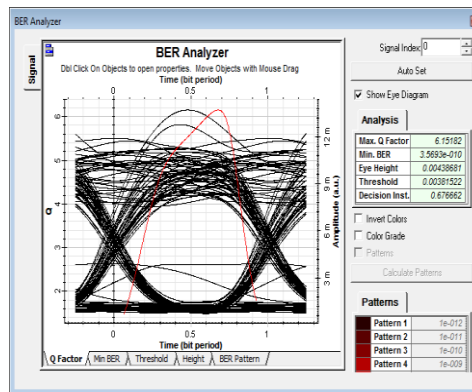 BER Analyzer
Signal Index: 0
Auto Set
Show Eye Diagram
Analysis
Max. Q Factor 6.15182
Min. BER 3.5693e-010
Eye Height 0.00438681
Threshold 0.00381522
Decision Inst. 0.676662
Invert Colors
Color Grade
Patterns
Calculate Patterns
Patterns
Pattern 1 1e-012
Pattern 2 1e-011
Pattern 3 1e-010
Pattern 4 1e-009
Signal
BER Analyzer
Dbl Click On Objects to open properties. Move Objects with Mouse Drag
Time (bit period)
0 0.5 1
Q
6
5
4
3
2
Amplitude (a.u.)
12 m
9 m
6 m
3 m
0 0.5 1
Time (bit period)
Q Factor Min BER Threshold Height BER Pattern